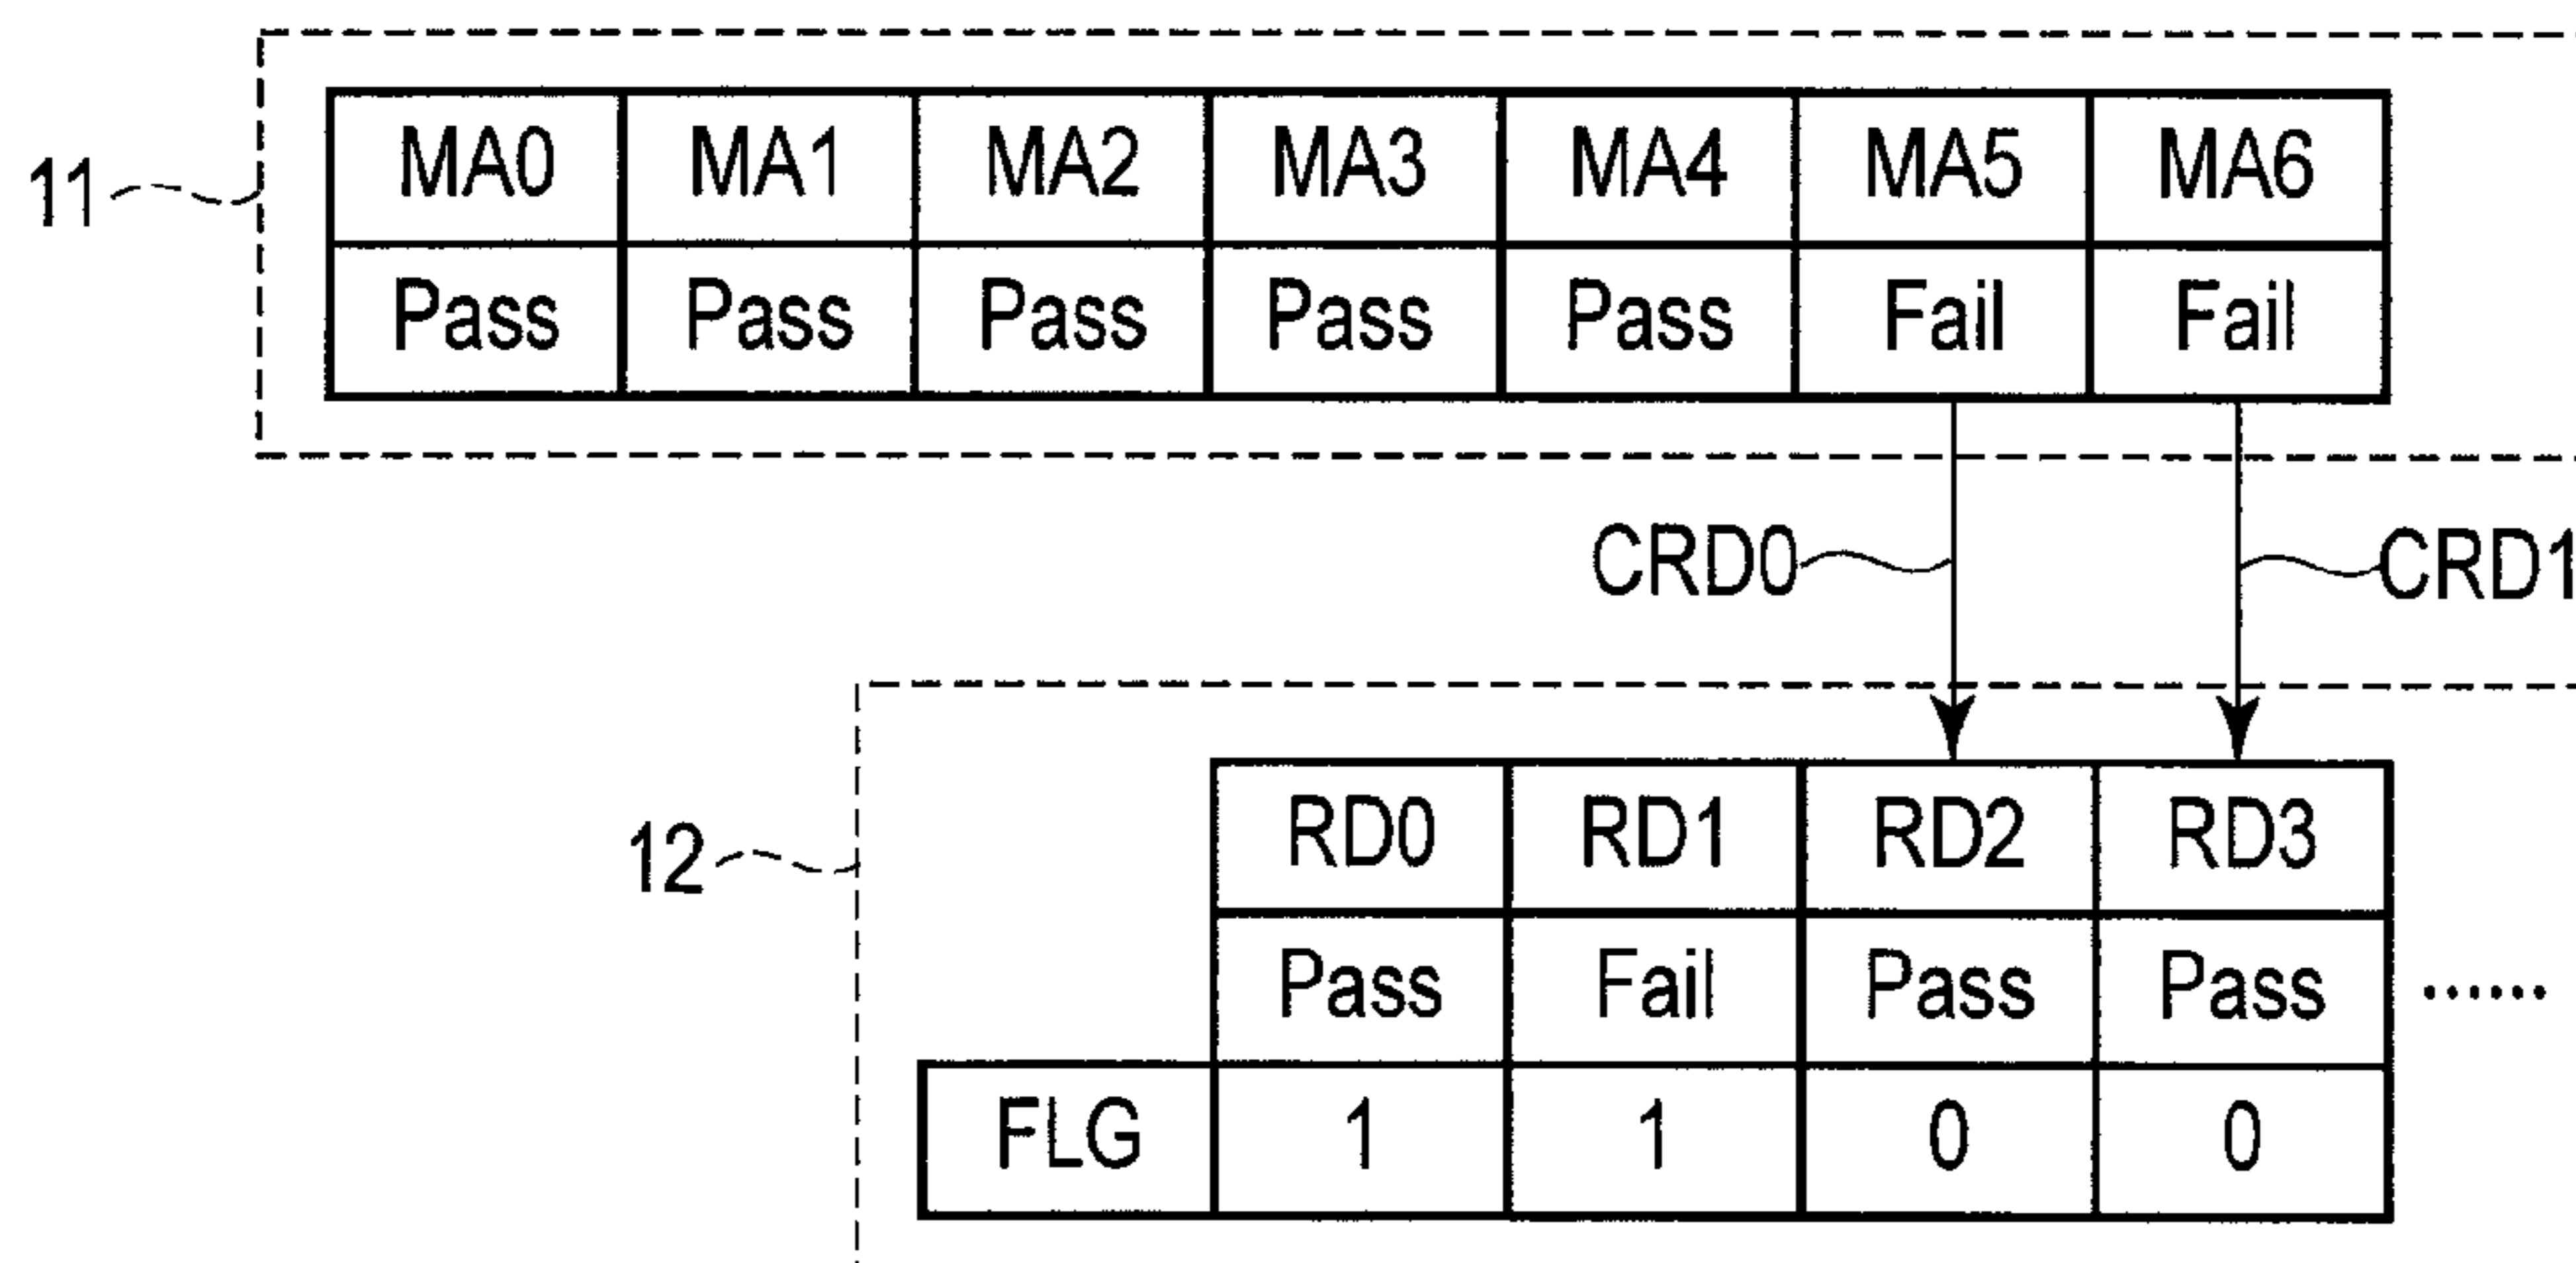 11
MA0 MA1 MA2 MA3 MA4 MA5 MA6
Pass Pass Pass Pass Pass Fail Fail
CRD0 CRD1
12
RD0 RD1 RD2 RD3
Pass Fail Pass Pass ......
FLG 1 1 0 0